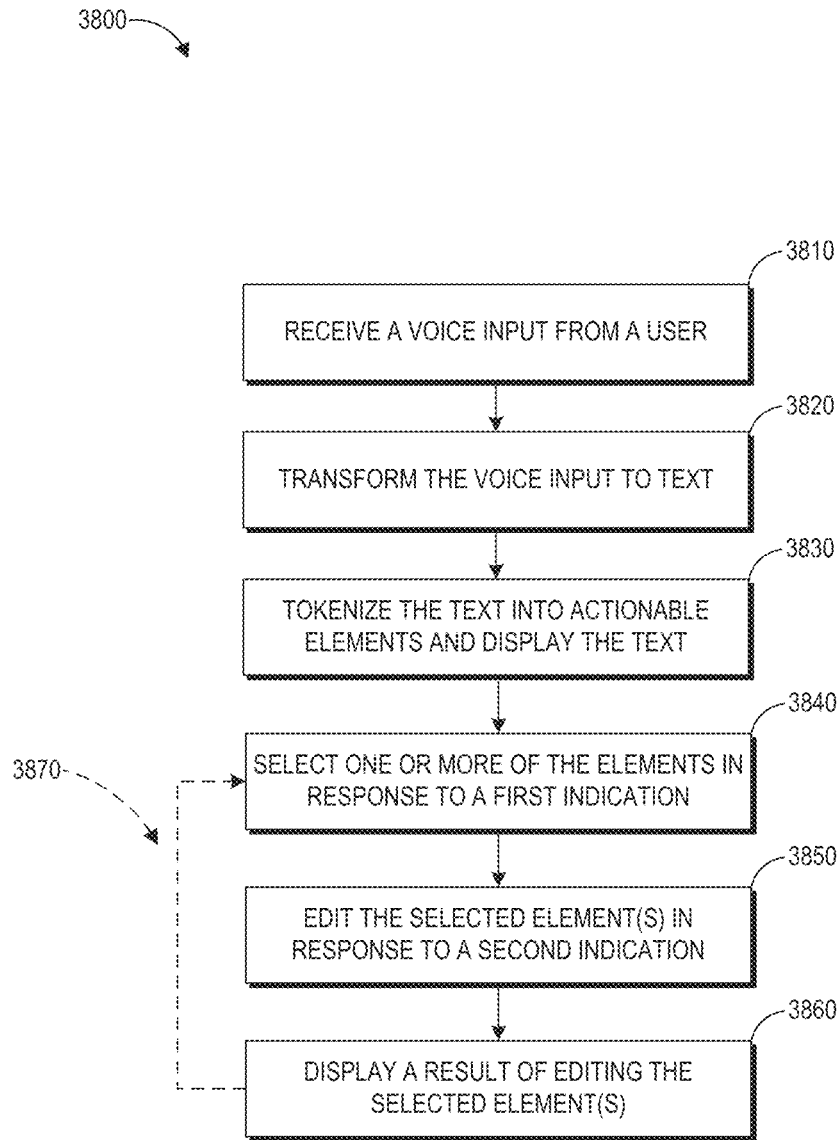 3800
3810
RECEIVE A VOICE INPUT FROM A USER
3820
TRANSFORM THE VOICE INPUT TO TEXT
3830
TOKENIZE THE TEXT INTO ACTIONABLE
ELEMENTS AND DISPLAY THE TEXT
3840
SELECT ONE OR MORE OF THE ELEMENTS IN
RESPONSE TO A FIRST INDICATION
3870
3850
EDIT THE SELECTED ELEMENT(S) IN
RESPONSE TO A SECOND INDICATION
3860
DISPLAY A RESULT OF EDITING THE
SELECTED ELEMENT(S)